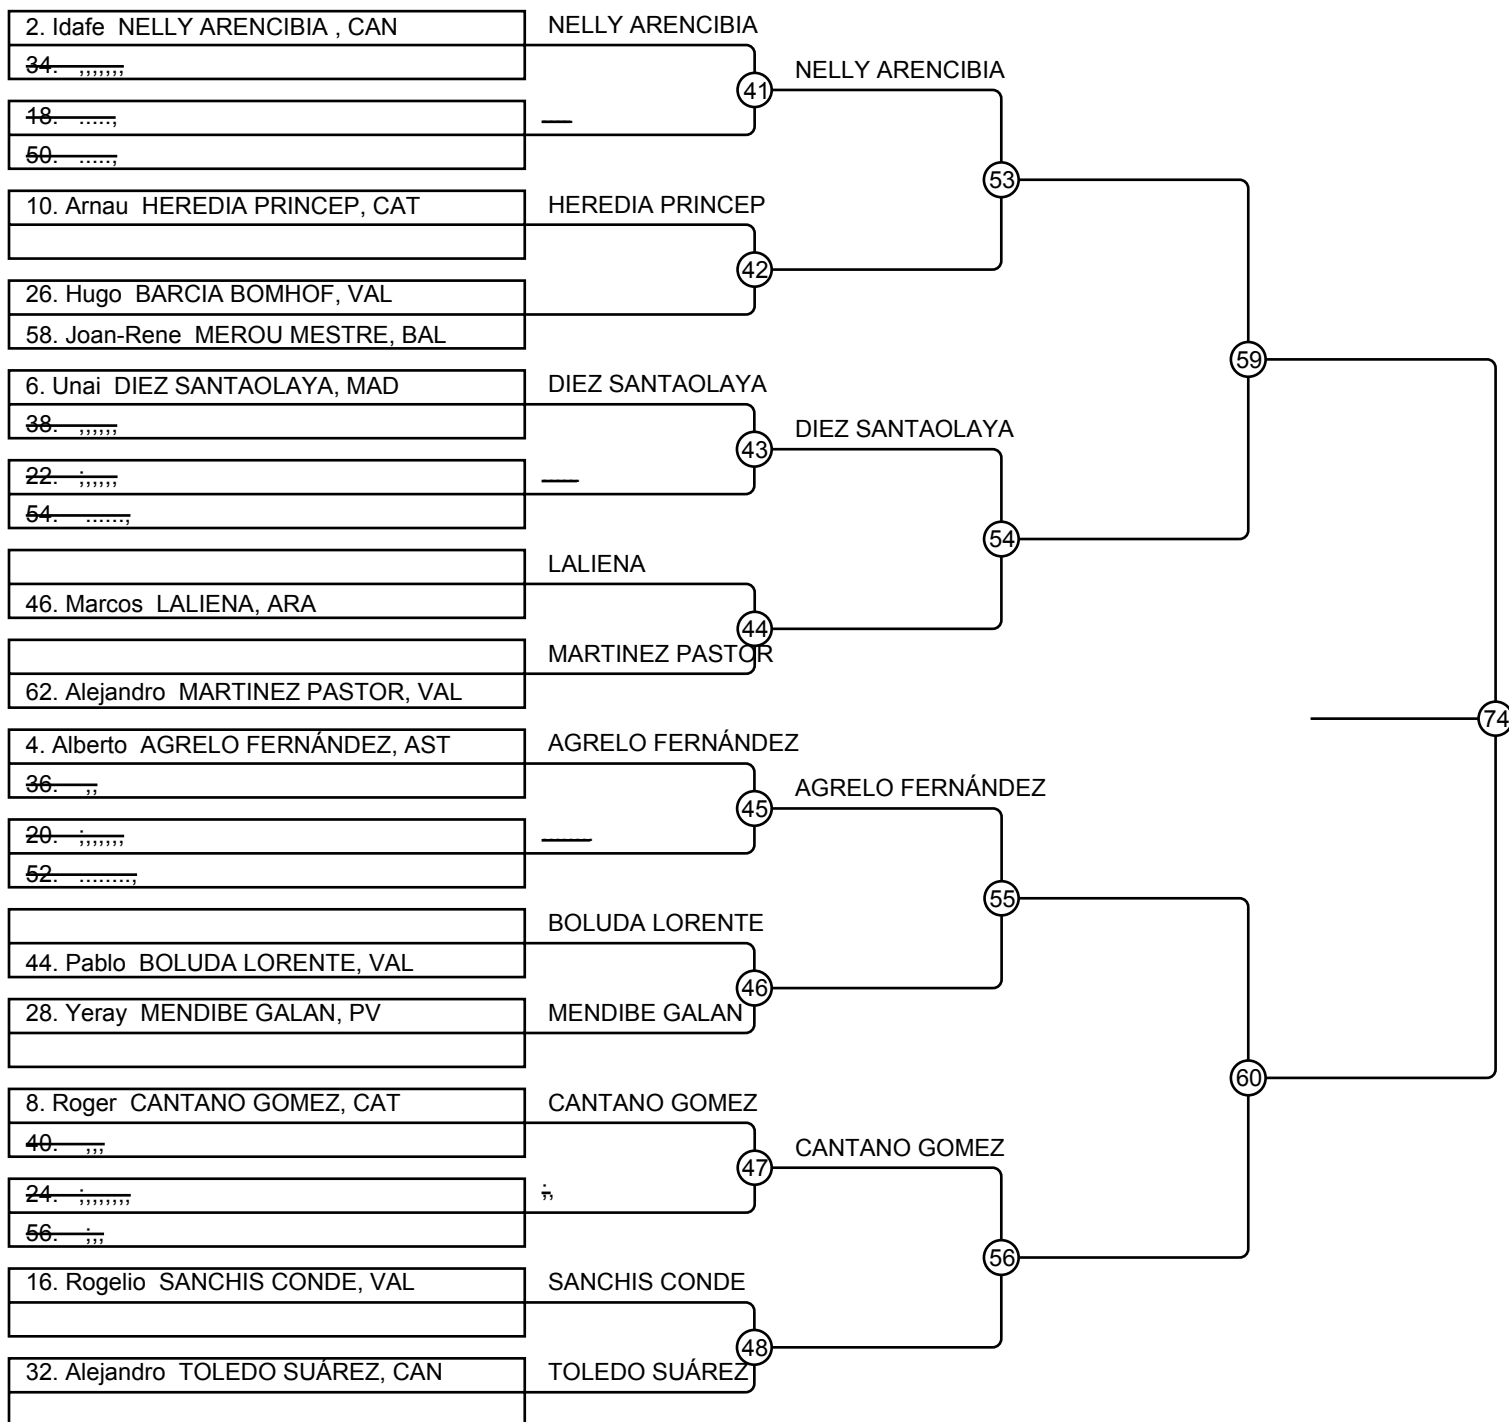 2. Idafe NELLY ARENCIBIA , CAN
NELLY ARENCIBIA
34. ,,,,,,,
NELLY ARENCIBIA
41
18. .....,
50. .....,
53
10. Arnau HEREDIA PRINCEP, CAT
HEREDIA PRINCEP
42
26. Hugo BARCIA BOMHOF, VAL
58. Joan-Rene MEROU MESTRE, BAL
59
6. Unai DIEZ SANTAOLAYA, MAD
DIEZ SANTAOLAYA
38. ,,,,,,
DIEZ SANTAOLAYA
43
22. ;,,,,,
54. ......,
54
LALIENA
46. Marcos LALIENA, ARA
44
MARTINEZ PASTOR
62. Alejandro MARTINEZ PASTOR, VAL
74
4. Alberto AGRELO FERNÁNDEZ, AST
AGRELO FERNÁNDEZ
36. ,,
AGRELO FERNÁNDEZ
45
20. ;,,,,,,
52. ........,
55
BOLUDA LORENTE
44. Pablo BOLUDA LORENTE, VAL
46
28. Yeray MENDIBE GALAN, PV
MENDIBE GALAN
60
8. Roger CANTANO GOMEZ, CAT
CANTANO GOMEZ
40. ,,,
CANTANO GOMEZ
47
24. ;,,,,,,,
;,
56. ;,,
56
16. Rogelio SANCHIS CONDE, VAL
SANCHIS CONDE
48
32. Alejandro TOLEDO SUÁREZ, CAN
TOLEDO SUÁREZ